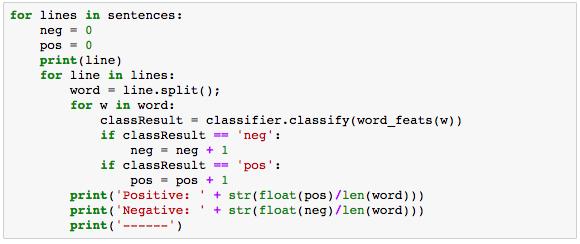 for lines in sentences:
    neg = 0
    pos = 0
    print(line)
    for line in lines:
        word = line.split();
        for w in word:
            classResult = classifier.classify(word_feats(w))
            if classResult == 'neg':
                neg = neg + 1
            if classResult == 'pos':
                pos = pos + 1
        print('Positive: ' + str(float(pos)/len(word)))
        print('Negative: ' + str(float(neg)/len(word)))
        print('------')